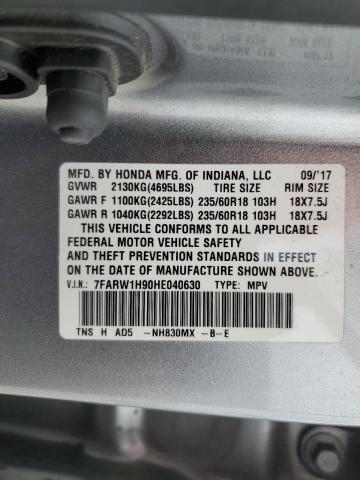 MFD. BY HONDA MFG. OF INDIANA, LLC 09/'17
GVWR 2130KG(4695LBS) TIRE SIZE RIM SIZE
GAWR F 1100KG(2425LBS) 235/60R18 103H 18X7.5J
GAWR R 1040KG(2292LBS) 235/60R18 103H 18X7.5J
THIS VEHICLE CONFORMS TO ALL APPLICABLE
FEDERAL MOTOR VEHICLE SAFETY
AND THEFT PREVENTION STANDARDS IN EFFECT
ON THE DATE OF MANUFACTURE SHOWN
ABOVE.
V.I.N.: 7FARW1H90HE040630 TYPE: MPV
TNS H AD5 -NH830MX -B-E